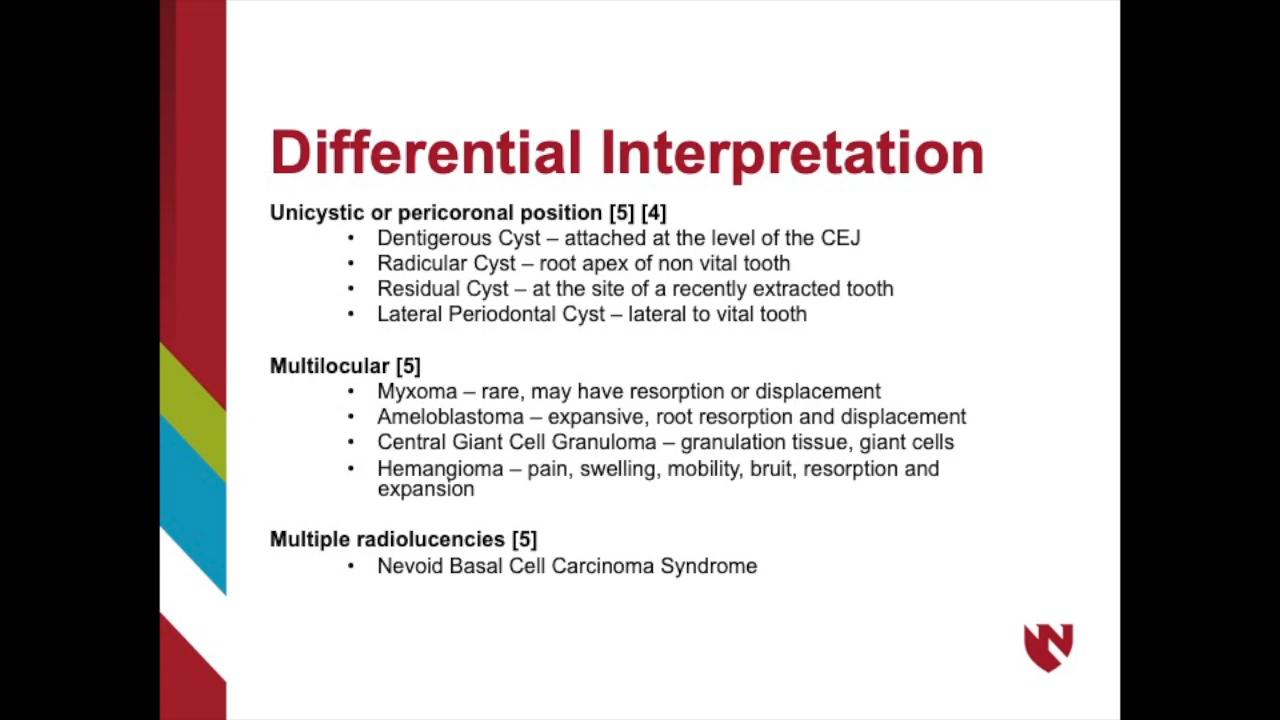 Differential Interpretation
Unicystic or pericoronal position [5] [4]
• Dentigerous Cyst – attached at the level of the CEJ
• Radicular Cyst – root apex of non vital tooth
• Residual Cyst – at the site of a recently extracted tooth
• Lateral Periodontal Cyst – lateral to vital tooth
Multilocular [5]
• Myxoma – rare, may have resorption or displacement
• Ameloblastoma – expansive, root resorption and displacement
• Central Giant Cell Granuloma – granulation tissue, giant cells
• Hemangioma – pain, swelling, mobility, bruit, resorption and
expansion
Multiple radiolucencies [5]
• Nevoid Basal Cell Carcinoma Syndrome
N